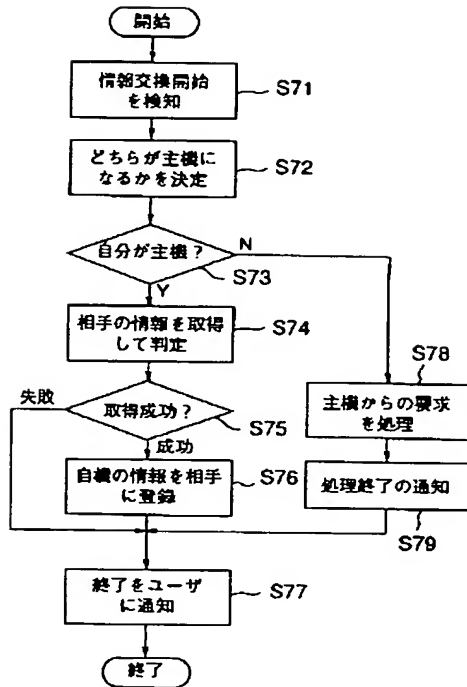 開始
情報交換開始
を検知
S71
どちらが主機に
なるかを決定
S72
自分が主機？
N
S73
Y
相手の情報を取得
して判定
S74
失敗
取得成功？
S75
成功
自機の情報を相手
に登録
S76
S78
主機からの要求
を処理
処理終了の通知
S79
終了をユーザ
に通知
S77
終了